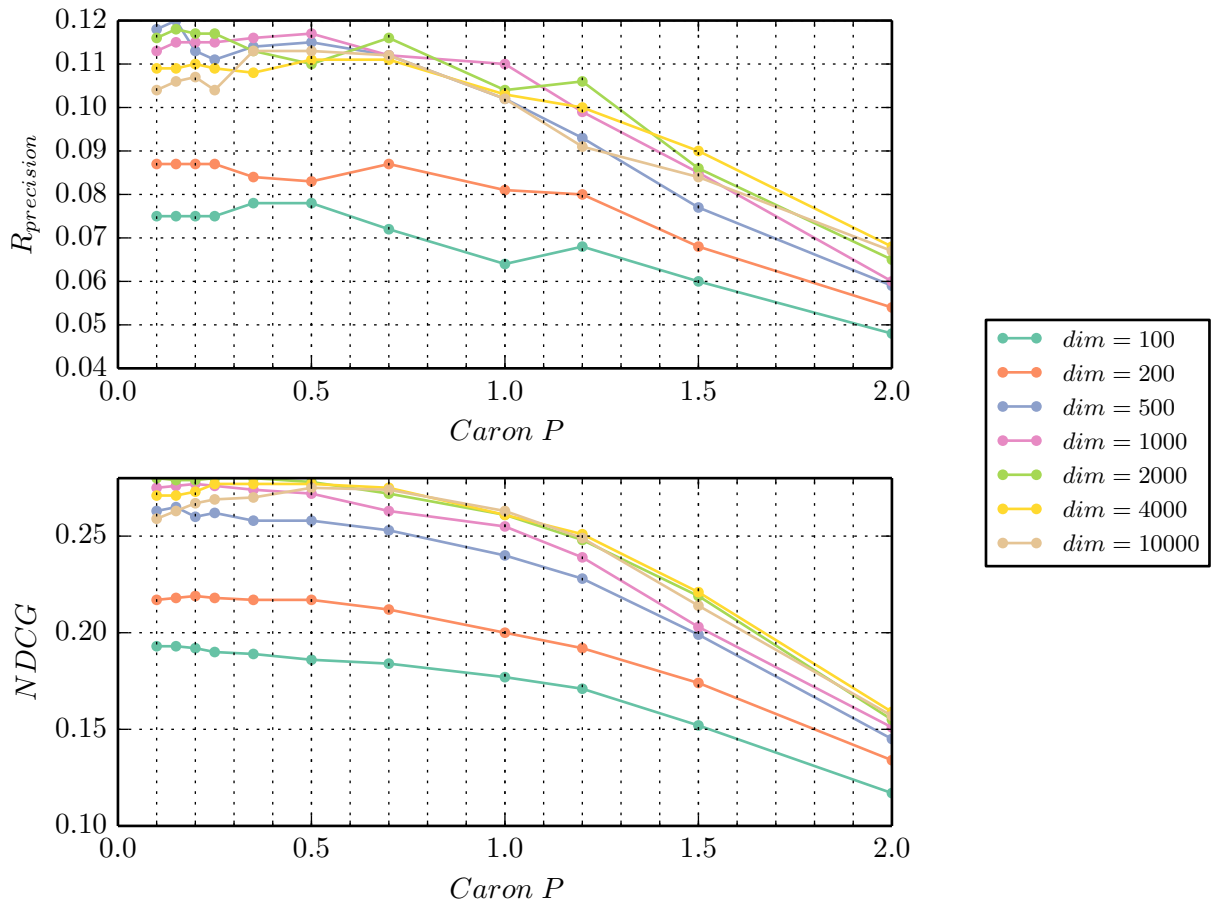 0.12
0.11
0.10
0.09
0.08
0.07
0.06
0.05
0.04
R_precision
0.0 0.5 1.0 1.5 2.0
Caron P
0.25
0.20
0.15
0.10
NDCG
0.0 0.5 1.0 1.5 2.0
Caron P
dim = 100
dim = 200
dim = 500
dim = 1000
dim = 2000
dim = 4000
dim = 10000